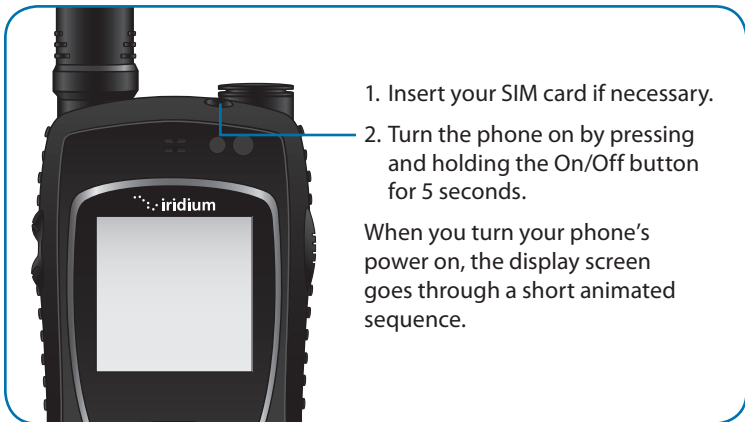 1. Insert your SIM card if necessary.
2. Turn the phone on by pressing
and holding the On/Off button
for 5 seconds.
When you turn your phone's
power on, the display screen
goes through a short animated
sequence.
iridium